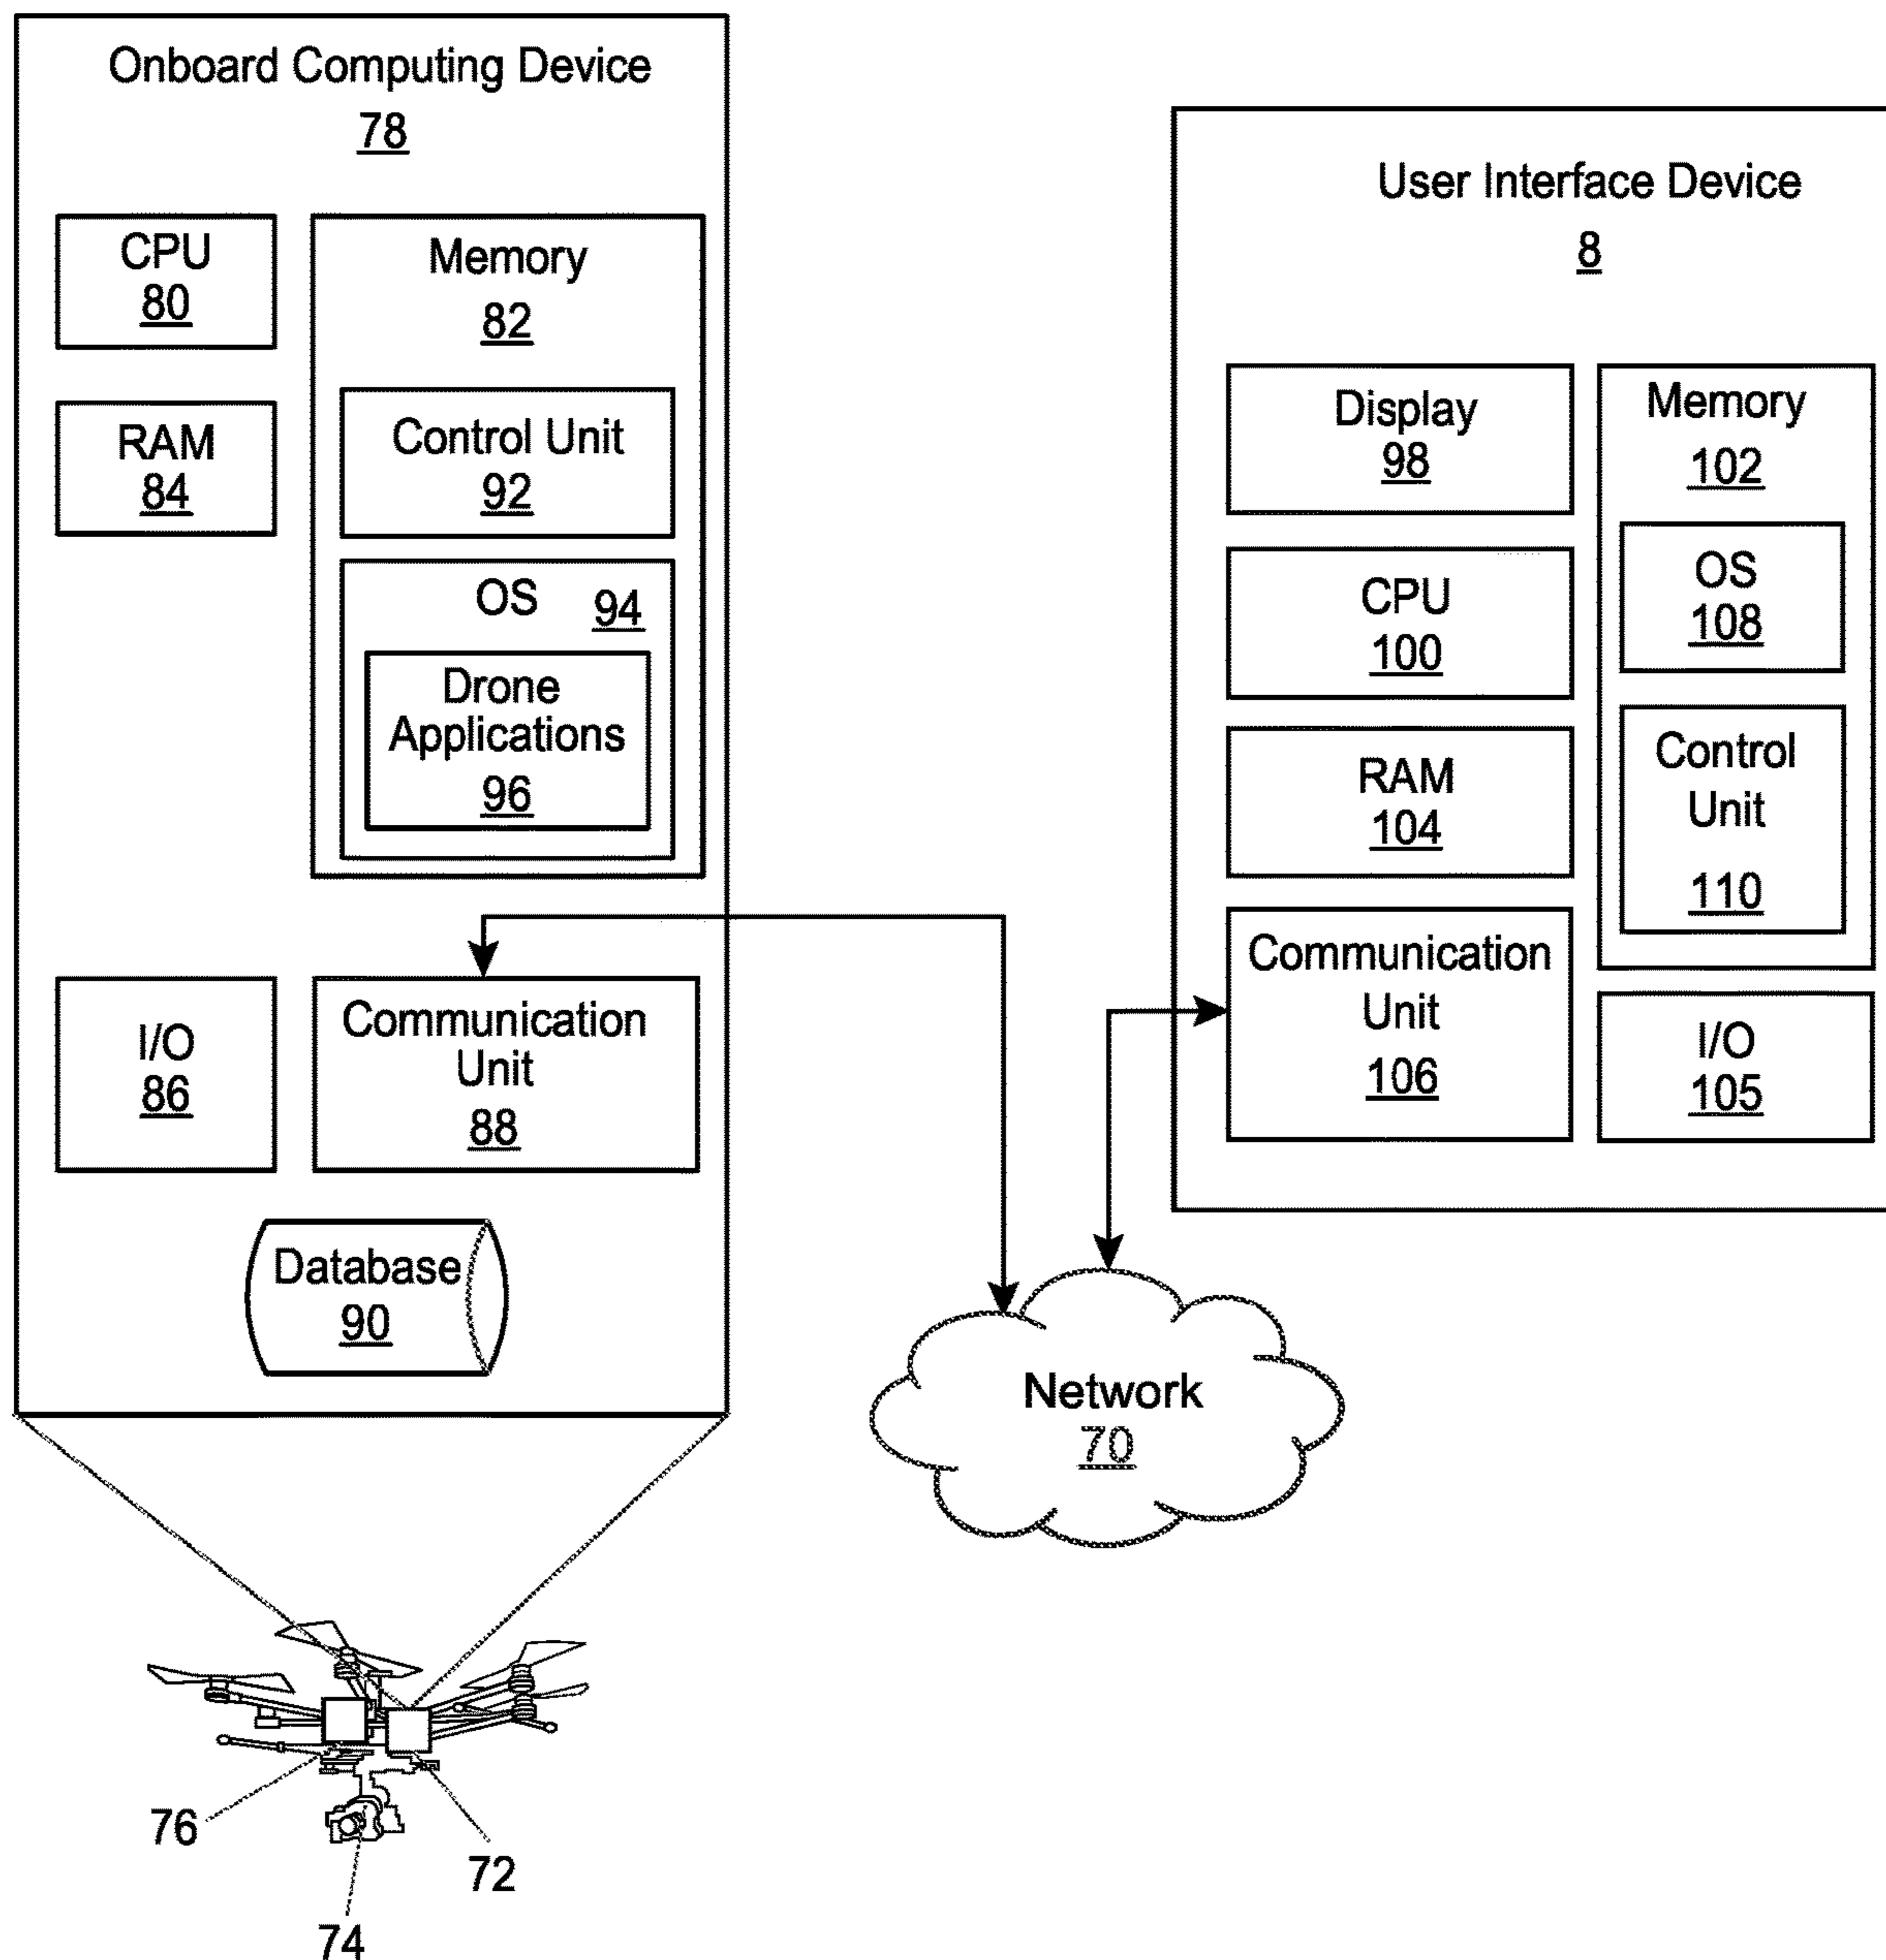 Onboard Computing Device
78
CPU
80
RAM
84
Memory
82
Control Unit
92
OS
94
Drone
Applications
96
I/O
86
Communication
Unit
88
Database
90
User Interface Device
8
Display
98
CPU
100
RAM
104
Communication
Unit
106
Memory
102
OS
108
Control
Unit
110
I/O
105
Network
70
76
72
74